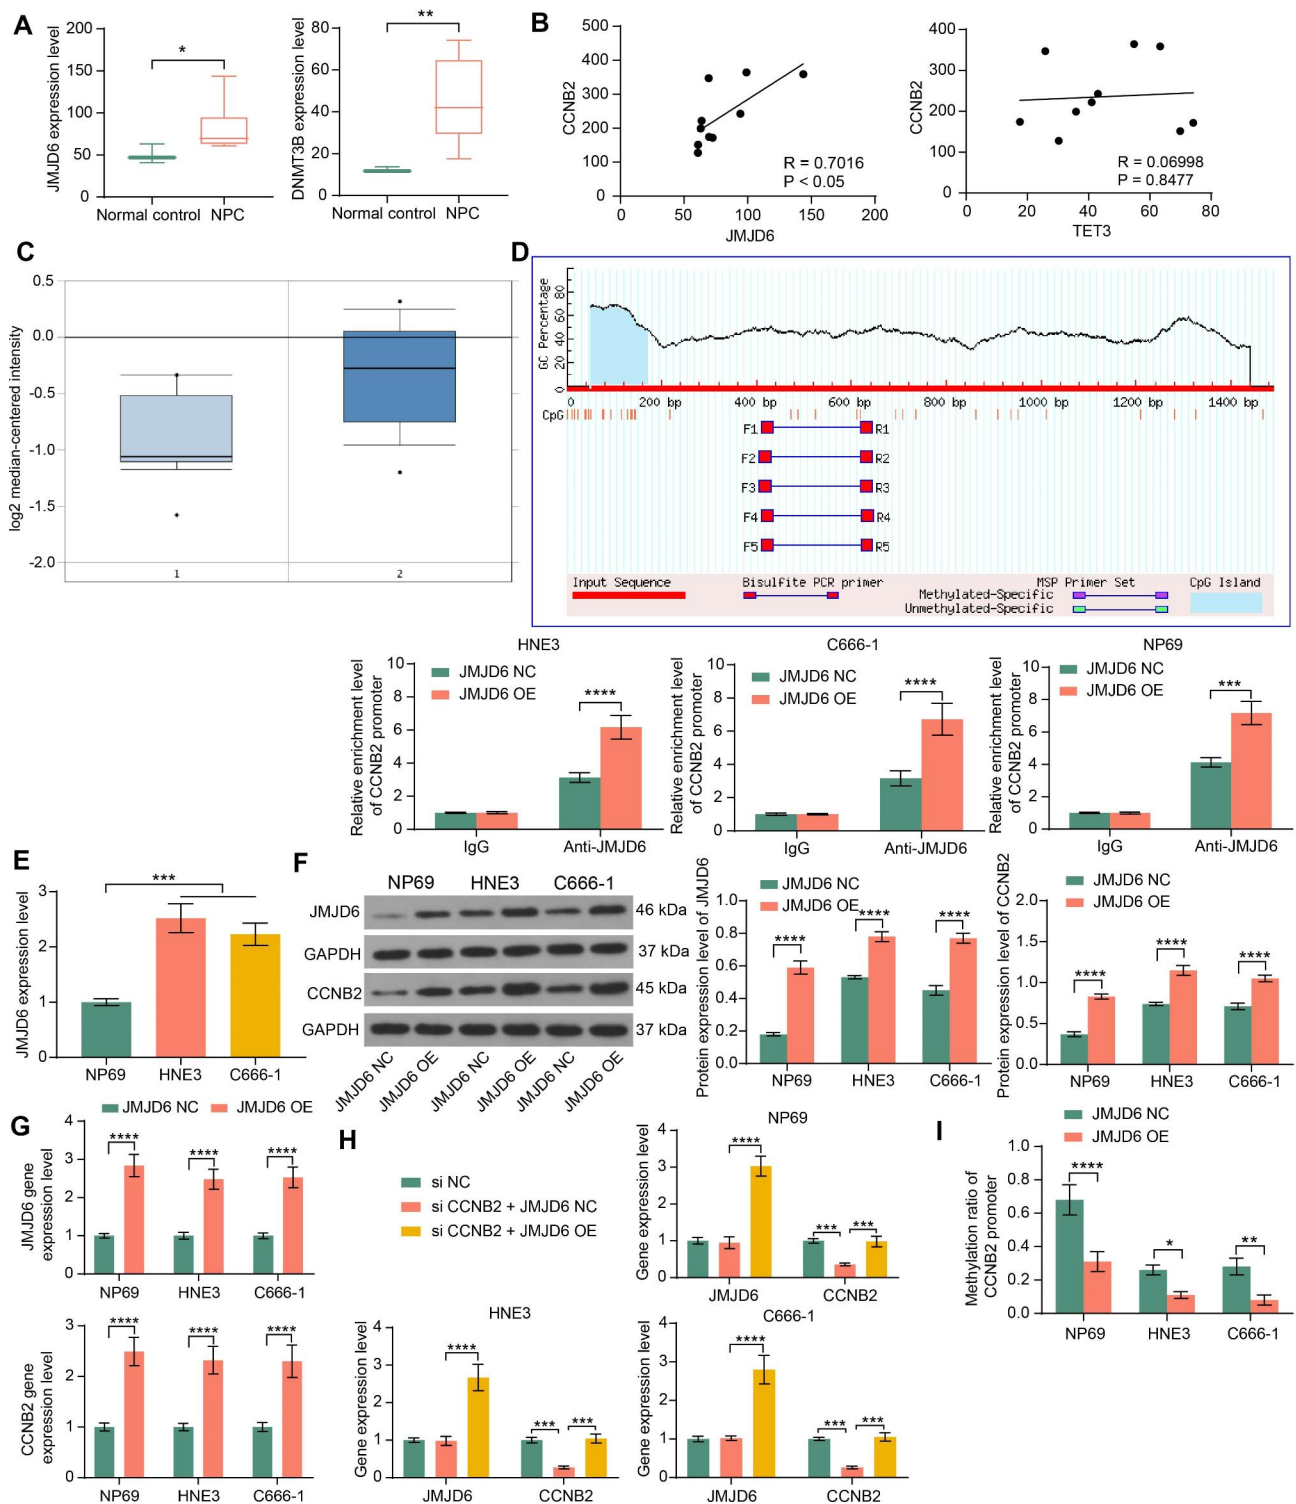 A
JMJD6 expression level
200
150
100
50
0
*
Normal control NPC
DNMT3B expression level
80
60
40
20
0
**
Normal control NPC
B
CCNB2
500
400
300
200
100
0
R = 0.7016
P < 0.05
0 50 100 150 200
JMJD6
CCNB2
400
300
200
100
0
R = 0.06998
P = 0.8477
0 20 40 60 80
TET3
C
log2 median-centered intensity
0.5
0.0
-0.5
-1.0
-1.5
-2.0
1 2
D
GC Percentage
80
60
40
20
0
0 200 bp 400 bp 600 bp 800 bp 1000 bp 1200 bp 1400 bp
CpG
F1 R1
F2 R2
F3 R3
F4 R4
F5 R5
Input Sequence Bisulfite PCR primer MSP Primer Set CpG Island
Methylated-Specific
Unmethylated-Specific
HNE3
Relative enrichment level
of CCNB2 promoter
10
8
6
4
2
0
JMJD6 NC
JMJD6 OE
****
IgG Anti-JMJD6
C666-1
Relative enrichment level
of CCNB2 promoter
10
8
6
4
2
0
JMJD6 NC
JMJD6 OE
****
IgG Anti-JMJD6
NP69
Relative enrichment level
of CCNB2 promoter
10
8
6
4
2
0
JMJD6 NC
JMJD6 OE
***
IgG Anti-JMJD6
E
JMJD6 expression level
3
2
1
0
***
NP69 HNE3 C666-1
F
NP69 HNE3 C666-1
JMJD6 46 kDa
GAPDH 37 kDa
CCNB2 45 kDa
GAPDH 37 kDa
JMJD6 NC JMJD6 OE JMJD6 NC JMJD6 OE JMJD6 NC JMJD6 OE
Protein expression level of JMJD6
1.0
0.8
0.6
0.4
0.2
0.0
JMJD6 NC
JMJD6 OE
**** **** ****
NP69 HNE3 C666-1
Protein expression level of CCNB2
2.0
1.5
1.0
0.5
0.0
JMJD6 NC
JMJD6 OE
**** **** ****
NP69 HNE3 C666-1
G
JMJD6 NC JMJD6 OE
JMJD6 gene
expression level
4
3
2
1
0
**** **** ****
NP69 HNE3 C666-1
CCNB2 gene
expression level
3
2
1
0
**** **** ****
NP69 HNE3 C666-1
H
si NC
si CCNB2 + JMJD6 NC
si CCNB2 + JMJD6 OE
NP69
Gene expression level
4
3
2
1
0
**** *** ***
JMJD6 CCNB2
HNE3
Gene expression level
4
3
2
1
0
**** *** ***
JMJD6 CCNB2
C666-1
Gene expression level
4
3
2
1
0
**** *** ***
JMJD6 CCNB2
I
JMJD6 NC
JMJD6 OE
Methylation ratio of
CCNB2 promoter
1.0
0.8
0.6
0.4
0.2
0.0
**** * **
NP69 HNE3 C666-1